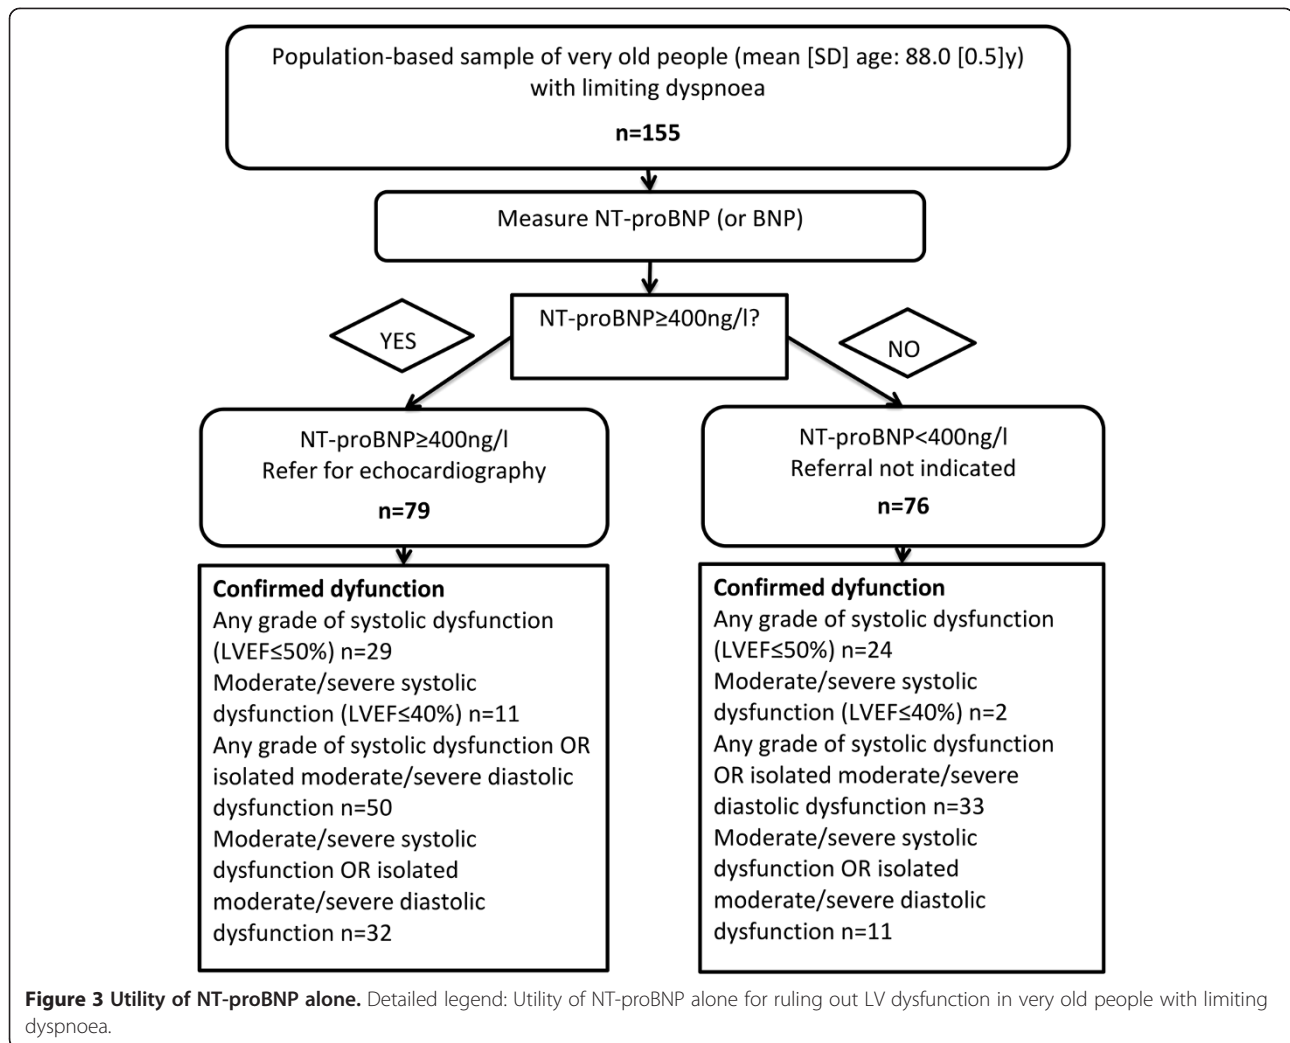 Population-based sample of very old people (mean [SD] age: 88.0 [0.5]y)
with limiting dyspnoea
n=155
Measure NT-proBNP (or BNP)
NT-proBNP≥400ng/l?
YES
NO
NT-proBNP≥400ng/l
Refer for echocardiography
n=79
NT-proBNP<400ng/l
Referral not indicated
n=76
Confirmed dyfunction
Any grade of systolic dysfunction
(LVEF≤50%) n=29
Moderate/severe systolic
dysfunction (LVEF≤40%) n=11
Any grade of systolic dysfunction OR
isolated moderate/severe diastolic
dysfunction n=50
Moderate/severe systolic
dysfunction OR isolated
moderate/severe diastolic
dysfunction n=32
Confirmed dyfunction
Any grade of systolic dysfunction
(LVEF≤50%) n=24
Moderate/severe systolic
dysfunction (LVEF≤40%) n=2
Any grade of systolic dysfunction
OR isolated moderate/severe
diastolic dysfunction n=33
Moderate/severe systolic
dysfunction OR isolated
moderate/severe diastolic
dysfunction n=11
Figure 3 Utility of NT-proBNP alone. Detailed legend: Utility of NT-proBNP alone for ruling out LV dysfunction in very old people with limiting
dyspnoea.